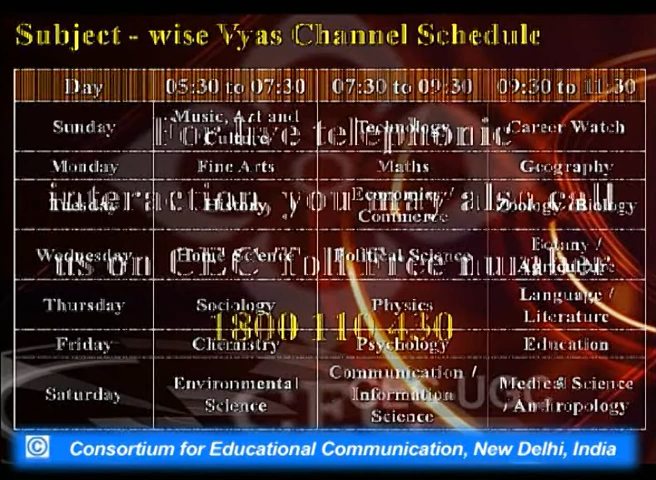 Subject - wise Vyas Channel Schedule
Day 05:30 to 07:30 07:30 to 09:30 09:30 to 11:30
Sunday Music, Art and Culture Technology Career Watch
For live telephonic
Monday Fine Arts Maths Geography
Tuesday History Economics / Commerce Zoology / Biology
interaction, you may also call
Wednesday Home Science Political Science Botany / Agriculture
us on CEC Toll Free number
Thursday Sociology Physics Language / Literature
1800 110 430
Friday Chemistry Psychology Education
Saturday Environmental Science Communication / Information Science Medical Science / Anthropology
UGC
© Consortium for Educational Communication, New Delhi, India